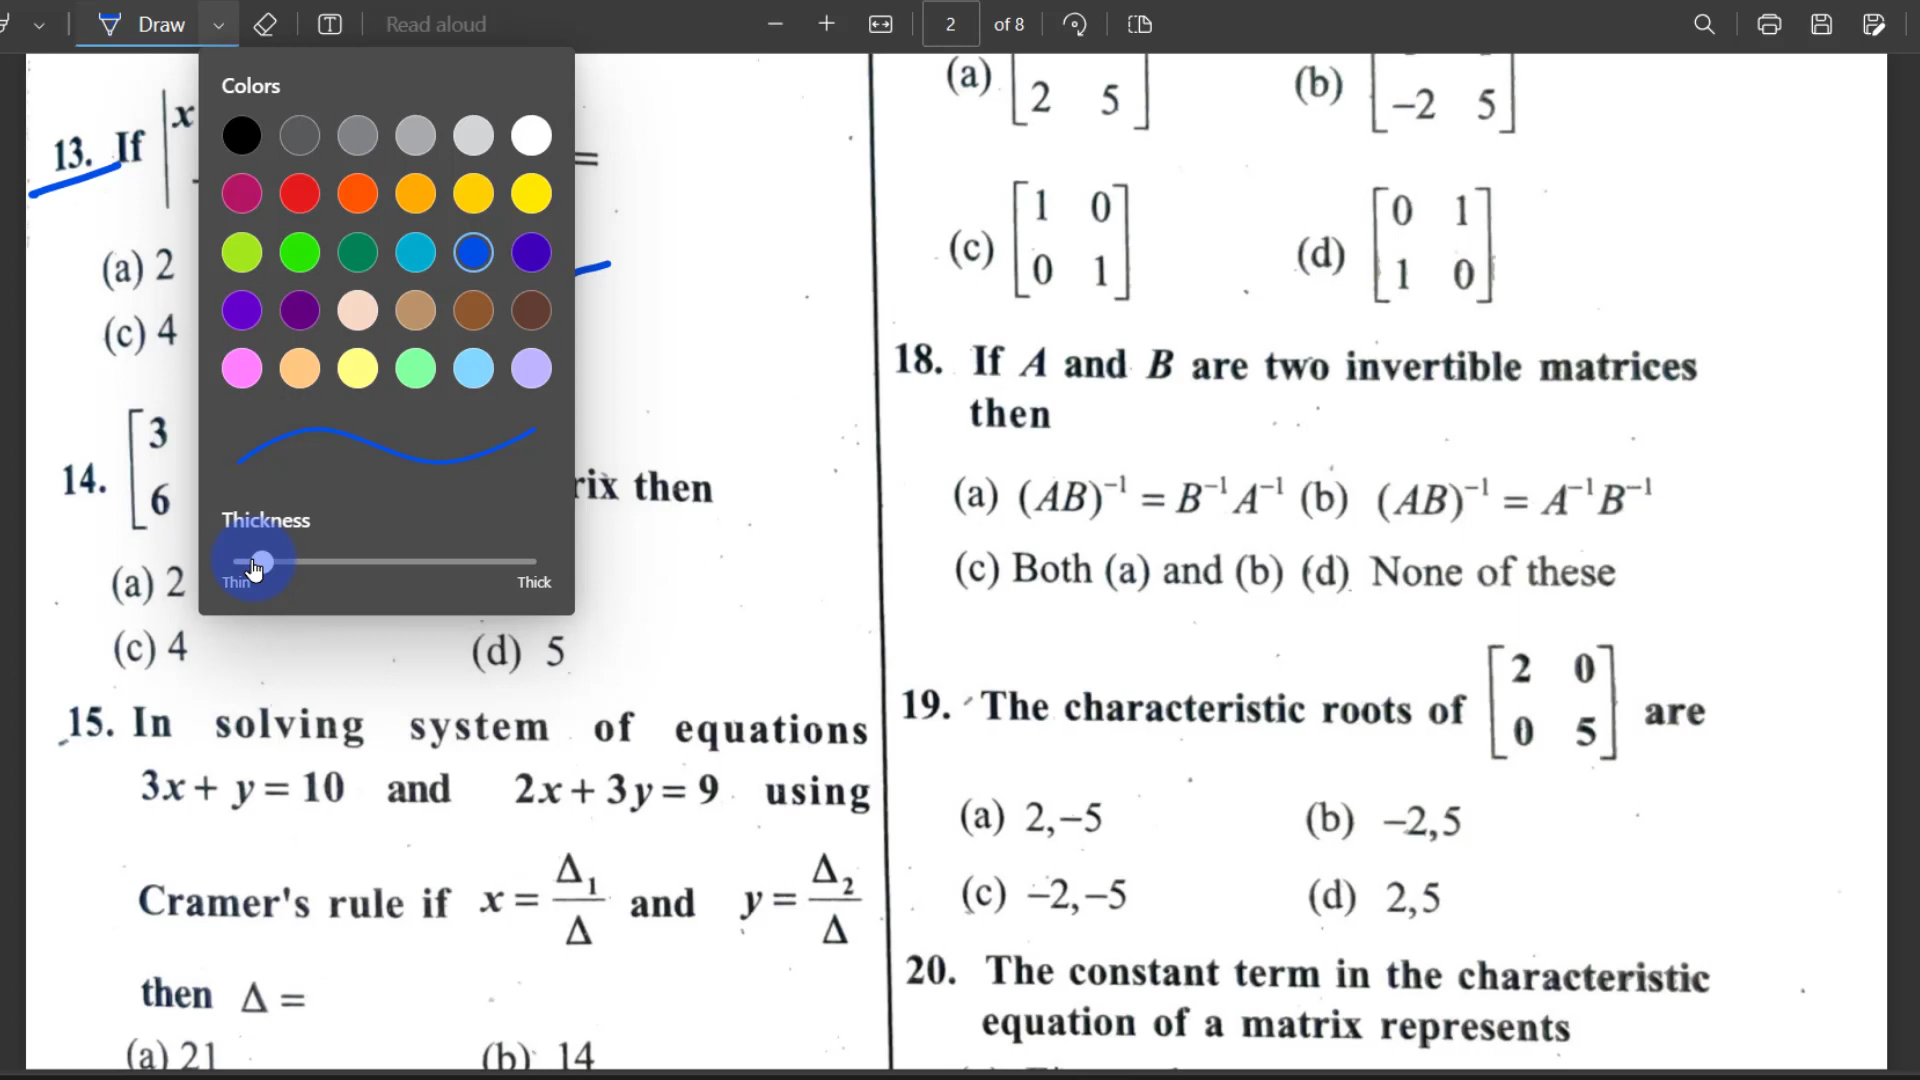 Draw
Read aloud
2 of 8
Colors
Thickness
Thin Thick
13. If | x
=
(a) 2
(c) 4
14. [ 3
6
rix then
(a) 2
(c) 4 (d) 5
15. In solving system of equations
3x + y = 10 and 2x + 3y = 9 using
Cramer's rule if x = Δ₁/Δ and y = Δ₂/Δ
then Δ =
(a) 21 (b) 14
(a) [ 2 5 ] (b) [ −2 5 ]
(c) [ 1 0 (d) [ 0 1
0 1 ] 1 0 ]
18. If A and B are two invertible matrices
then
(a) (AB)⁻¹ = B⁻¹A⁻¹ (b) (AB)⁻¹ = A⁻¹B⁻¹
(c) Both (a) and (b) (d) None of these
19. The characteristic roots of [ 2 0
0 5 ] are
(a) 2,−5 (b) −2,5
(c) −2,−5 (d) 2,5
20. The constant term in the characteristic
equation of a matrix represents